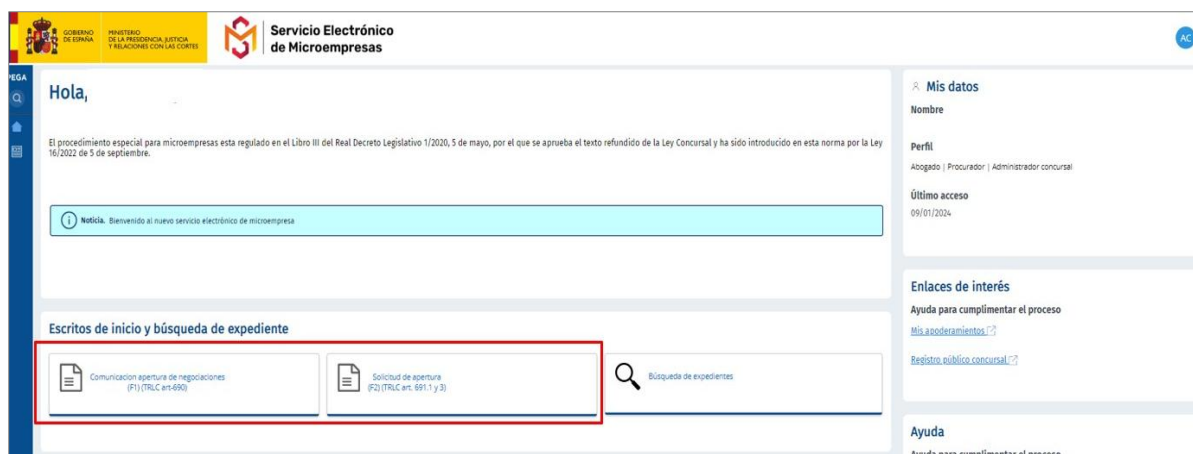 GOBIERNO
DE ESPAÑA
MINISTERIO
DE LA PRESIDENCIA, JUSTICIA
Y RELACIONES CON LAS CORTES
Servicio Electrónico
de Microempresas
AC
PEGA
Hola,
El procedimiento especial para microempresas esta regulado en el Libro III del Real Decreto Legislativo 1/2020, 5 de mayo, por el que se aprueba el texto refundido de la Ley Concursal y ha sido introducido en esta norma por la Ley
16/2022 de 5 de septiembre.
Noticia. Bienvenido al nuevo servicio electrónico de microempresa
Escritos de inicio y búsqueda de expediente
Comunicacion apertura de negociaciones
(F1) (TRLC art-690)
Solicitud de apertura
(F2) (TRLC art. 691.1 y 3)
Búsqueda de expedientes
Mis datos
Nombre
Perfil
Abogado | Procurador | Administrador concursal
Último acceso
09/01/2024
Enlaces de interés
Ayuda para cumplimentar el proceso
Mis apoderamientos
Registro público concursal
Ayuda
Ayuda para cumplimentar el proceso